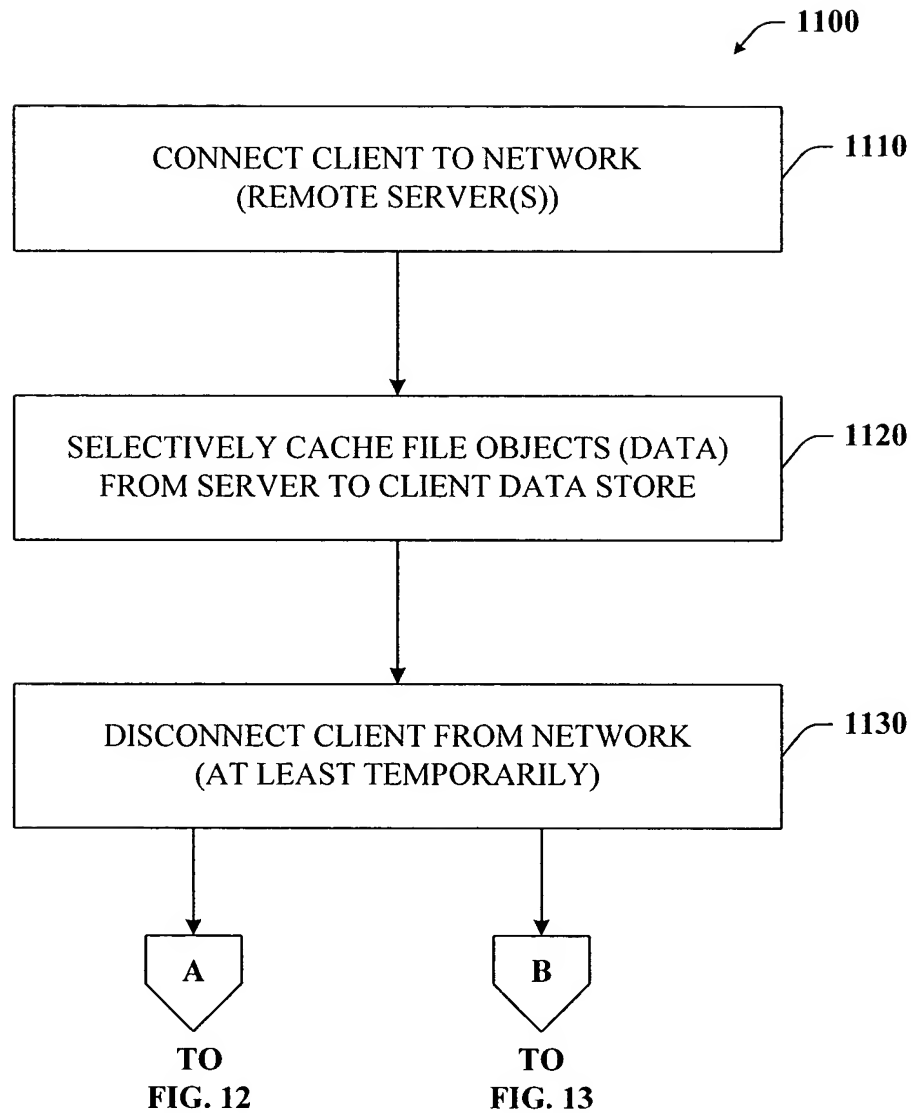 1100
CONNECT CLIENT TO NETWORK
(REMOTE SERVER(S))
1110
SELECTIVELY CACHE FILE OBJECTS (DATA)
FROM SERVER TO CLIENT DATA STORE
1120
DISCONNECT CLIENT FROM NETWORK
(AT LEAST TEMPORARILY)
1130
A
B
TO
FIG. 12
TO
FIG. 13